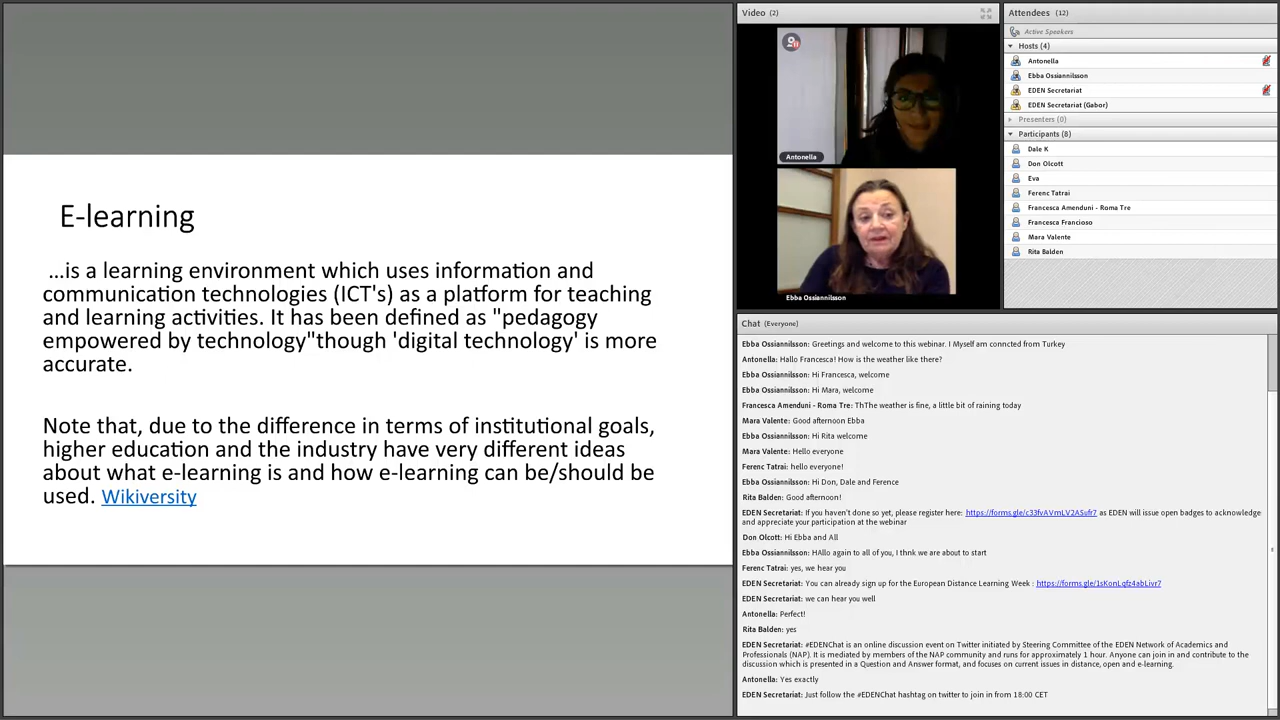 E-learning
...is a learning environment which uses information and
communication technologies (ICT's) as a platform for teaching
and learning activities. It has been defined as "pedagogy
empowered by technology"though 'digital technology' is more
accurate.
Note that, due to the difference in terms of institutional goals,
higher education and the industry have very different ideas
about what e-learning is and how e-learning can be/should be
used. Wikiversity
Video (2)
Antonella
Ebba Ossiannilsson
Attendees (12)
Active Speakers
Hosts (4)
Antonella
Ebba Ossiannilsson
EDEN Secretariat
EDEN Secretariat (Gabor)
Presenters (0)
Participants (8)
Dale K
Don Olcott
Eva
Ferenc Tatrai
Francesca Amenduni - Roma Tre
Francesca Francioso
Mara Valente
Rita Balden
Chat (Everyone)
Ebba Ossiannilsson: Greetings and welcome to this webinar. I Myself am conncted from Turkey
Antonella: Hallo Francesca! How is the weather like there?
Ebba Ossiannilsson: Hi Francesca, welcome
Ebba Ossiannilsson: Hi Mara, welcome
Francesca Amenduni - Roma Tre: ThThe weather is fine, a little bit of raining today
Mara Valente: Good afternoon Ebba
Ebba Ossiannilsson: Hi Rita welcome
Mara Valente: Hello everyone
Ferenc Tatrai: hello everyone!
Ebba Ossiannilsson: Hi Don, Dale and Ference
Rita Balden: Good afternoon!
EDEN Secretariat: If you haven't done so yet, please register here: https://forms.gle/c33fvAVmLV2ASufr7 as EDEN will issue open badges to acknowledge
and appreciate your participation at the webinar
Don Olcott: Hi Ebba and All
Ebba Ossiannilsson: HAllo again to all of you, I thnk we are about to start
Ferenc Tatrai: yes, we hear you
EDEN Secretariat: You can already sign up for the European Distance Learning Week : https://forms.gle/1sKonLqfz4abLivr7
EDEN Secretariat: we can hear you well
Antonella: Perfect!
Rita Balden: yes
EDEN Secretariat: #EDENChat is an online discussion event on Twitter initiated by Steering Committee of the EDEN Network of Academics and
Professionals (NAP). It is mediated by members of the NAP community and runs for approximately 1 hour. Anyone can join in and contribute to the
discussion which is presented in a Question and Answer format, and focuses on current issues in distance, open and e-learning.
Antonella: Yes exactly
EDEN Secretariat: Just follow the #EDENChat hashtag on twitter to join in from 18:00 CET